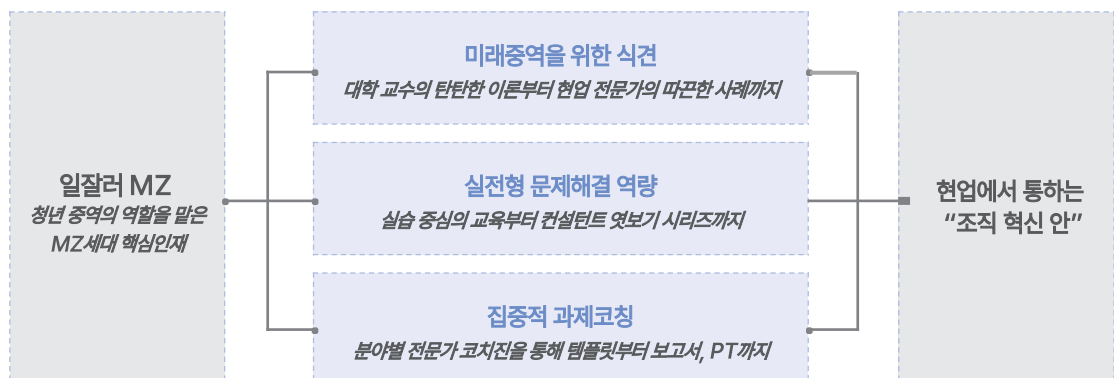 일잘러 MZ
청년 중역의 역할을 맡은
MZ세대 핵심인재
미래중역을 위한 식견
대학 교수의 탄탄한 이론부터 현업 전문가의 따끈한 사례까지
실전형 문제해결 역량
실습 중심의 교육부터 컨설턴트 엿보기 시리즈까지
집중적 과제코칭
분야별 전문가 코치진을 통해 템플릿부터 보고서, PT까지
현업에서 통하는
“조직 혁신 안”